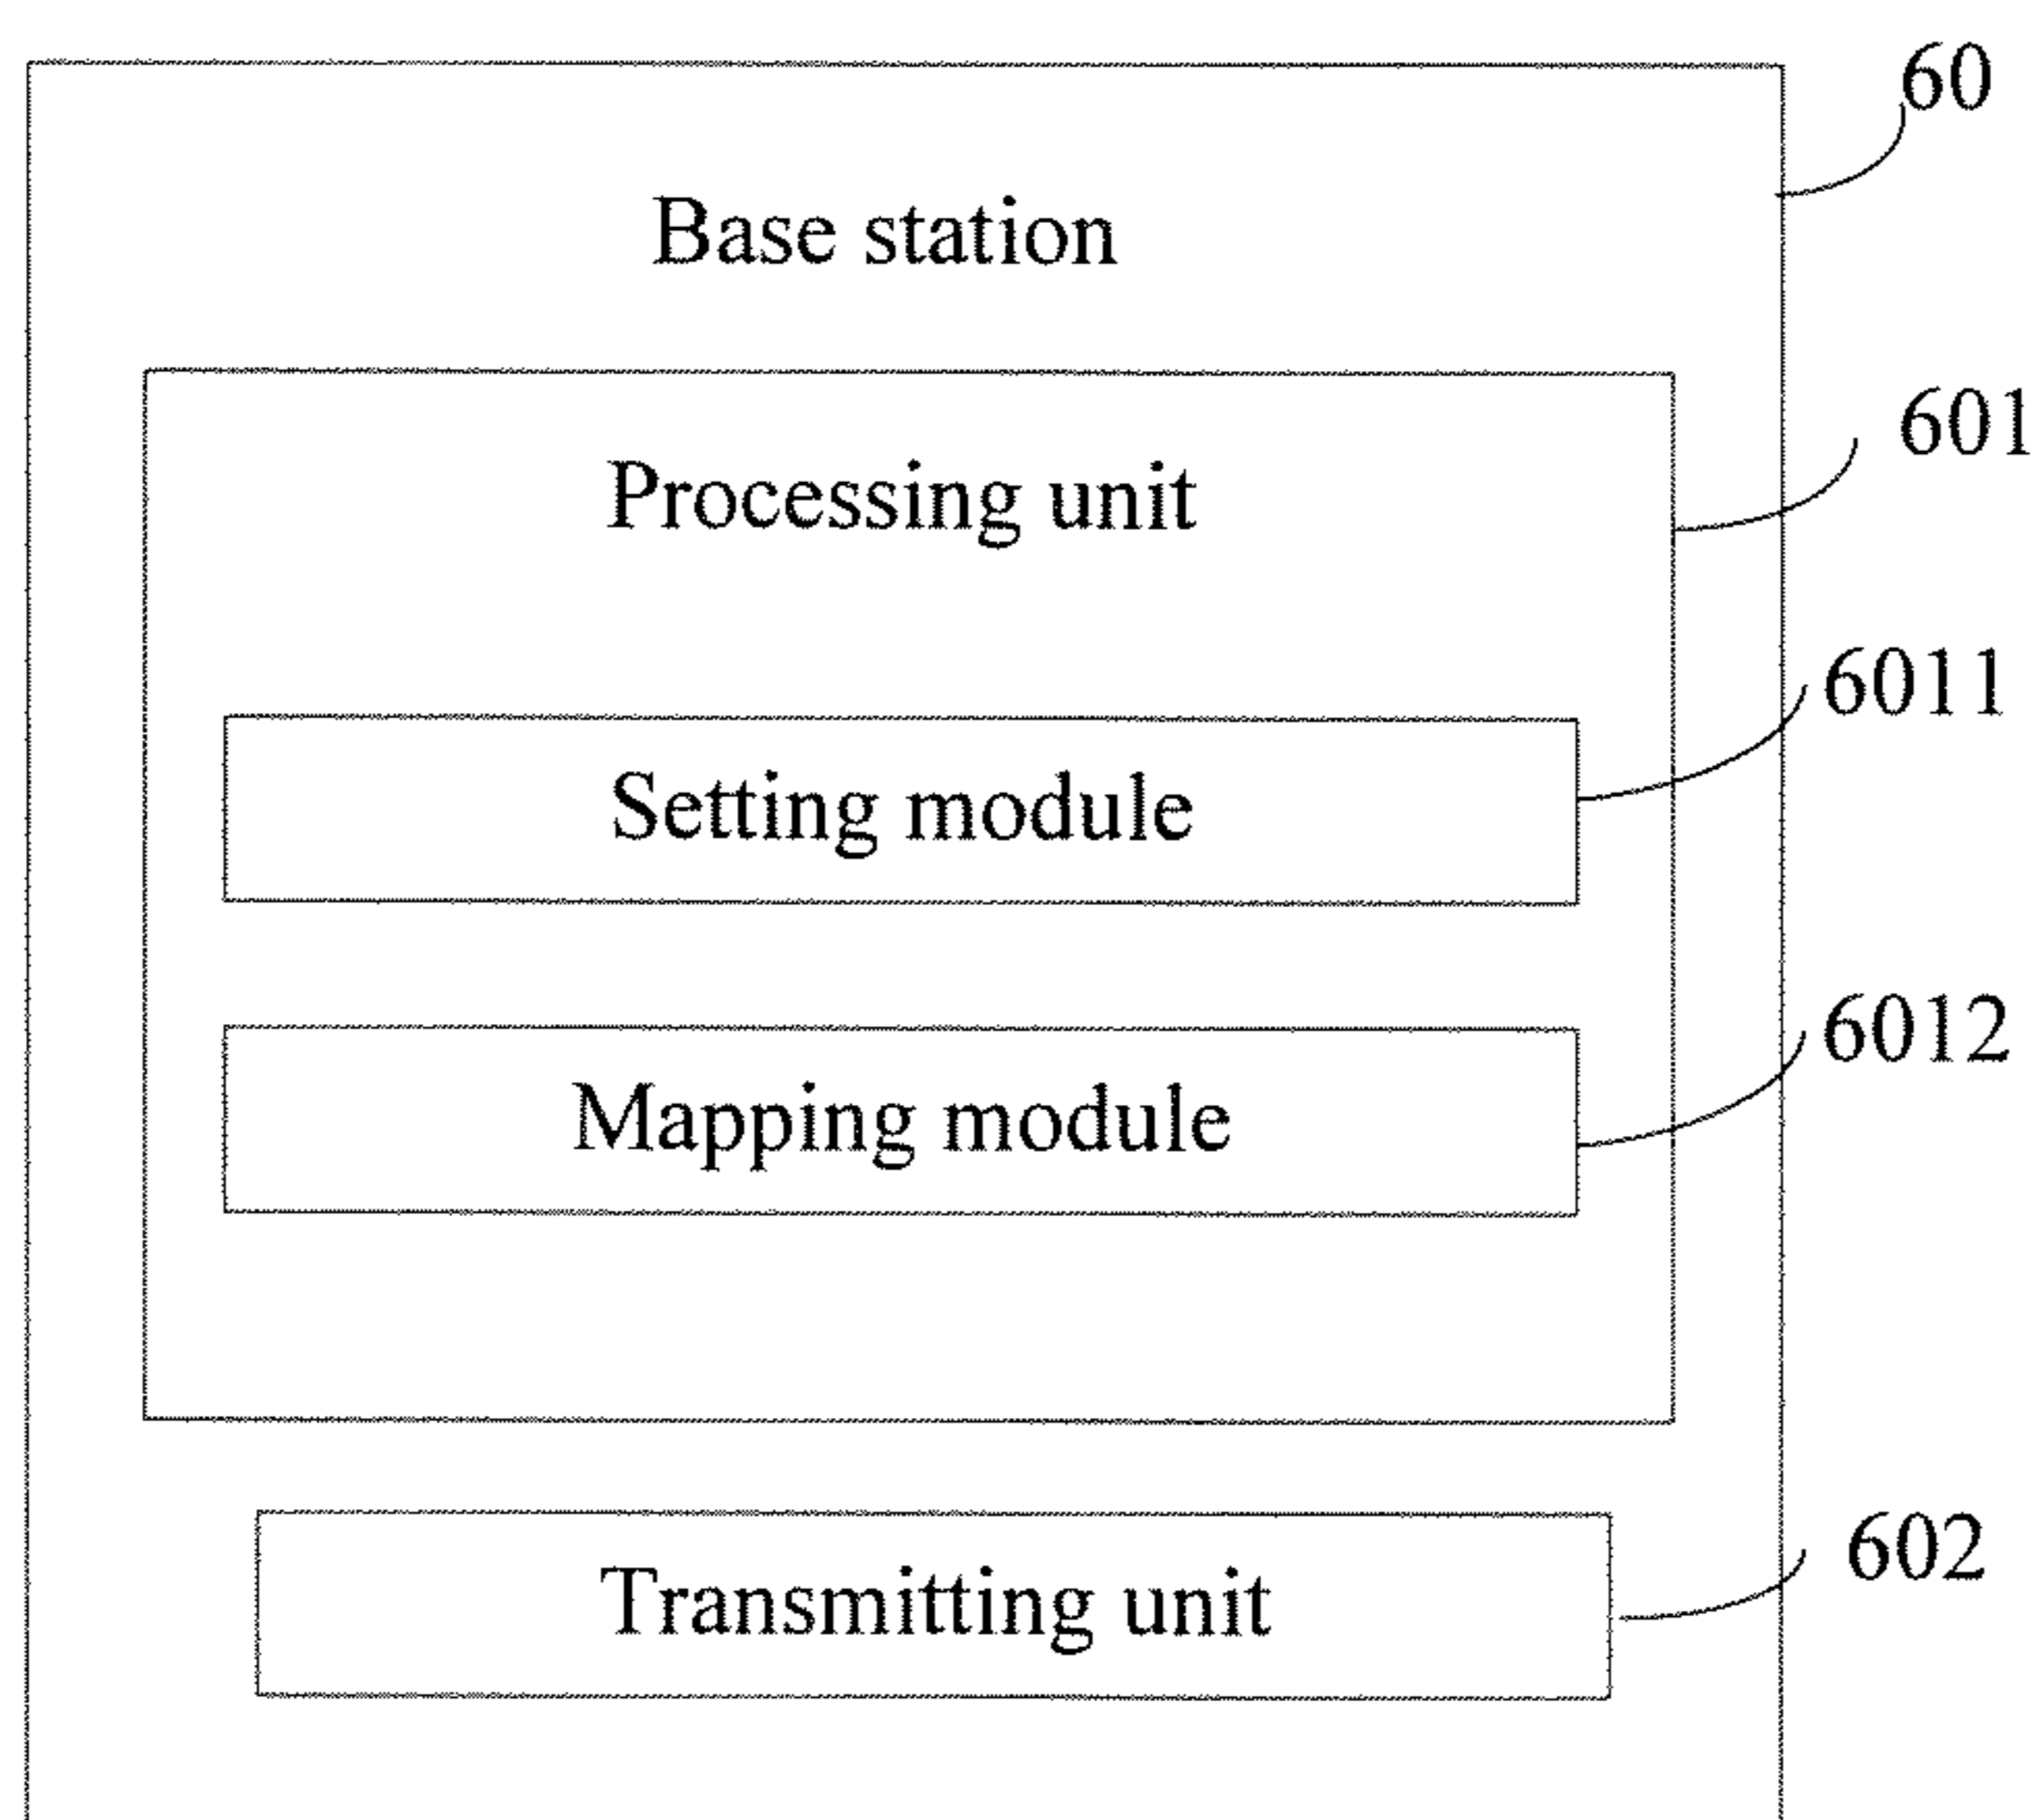 60
Base station
601
Processing unit
6011
Setting module
6012
Mapping module
602
Transmitting unit